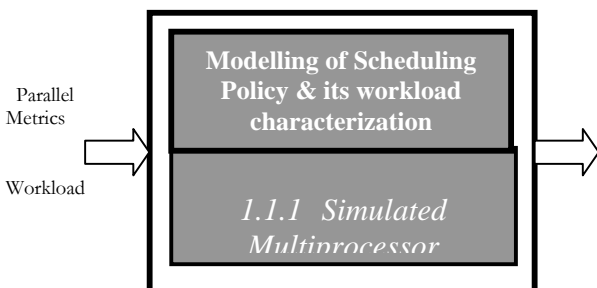 Modelling of Scheduling
Policy & its workload
characterization
Parallel
Metrics
Workload
1.1.1 Simulated
Multiprocessor